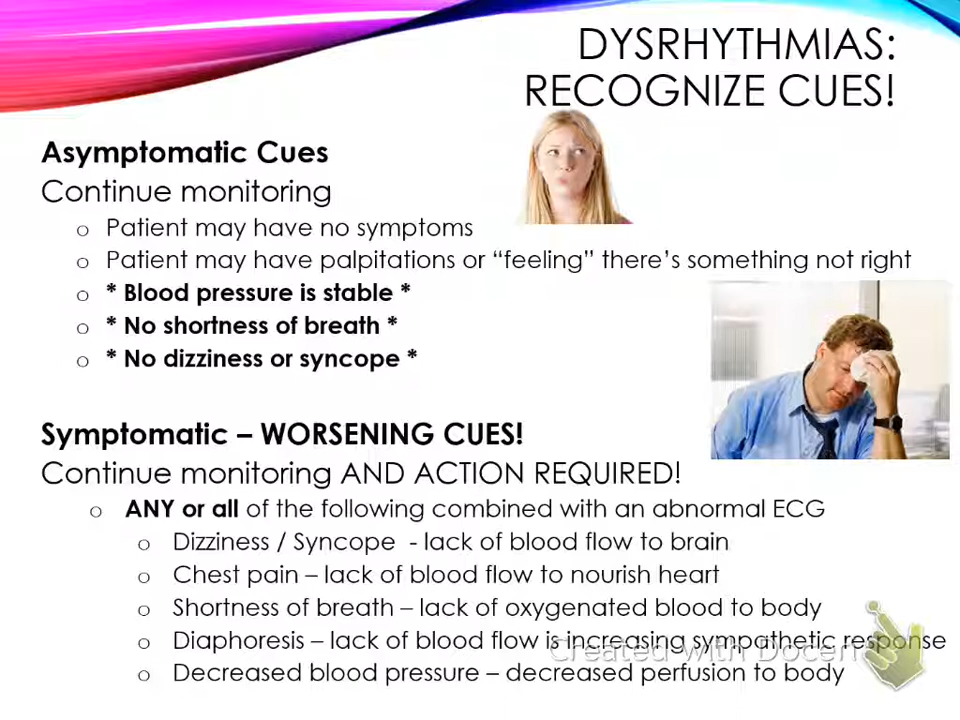 DYSRHYTHMIAS:
RECOGNIZE CUES!
Asymptomatic Cues
Continue monitoring
o Patient may have no symptoms
o Patient may have palpitations or “feeling” there’s something not right
o * Blood pressure is stable *
o * No shortness of breath *
o * No dizziness or syncope *
Symptomatic – WORSENING CUES!
Continue monitoring AND ACTION REQUIRED!
o ANY or all of the following combined with an abnormal ECG
o Dizziness / Syncope - lack of blood flow to brain
o Chest pain – lack of blood flow to nourish heart
o Shortness of breath – lack of oxygenated blood to body
o Diaphoresis – lack of blood flow is increasing sympathetic response
Created with
o Decreased blood pressure – decreased perfusion to body